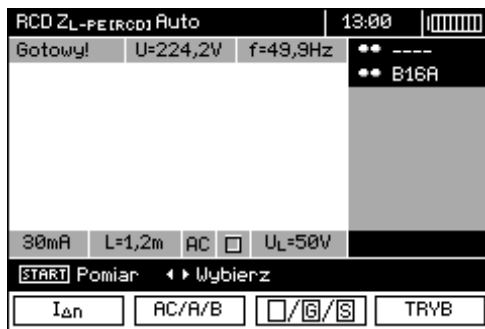 RCD ZL-PE[RCD] Auto 13:00
Gotowy! U=224,2V f=49,9Hz ----
B16A
30mA L=1,2m AC UL=50V
START Pomiar Wybierz
IΔn AC/A/B /G/S TRYB